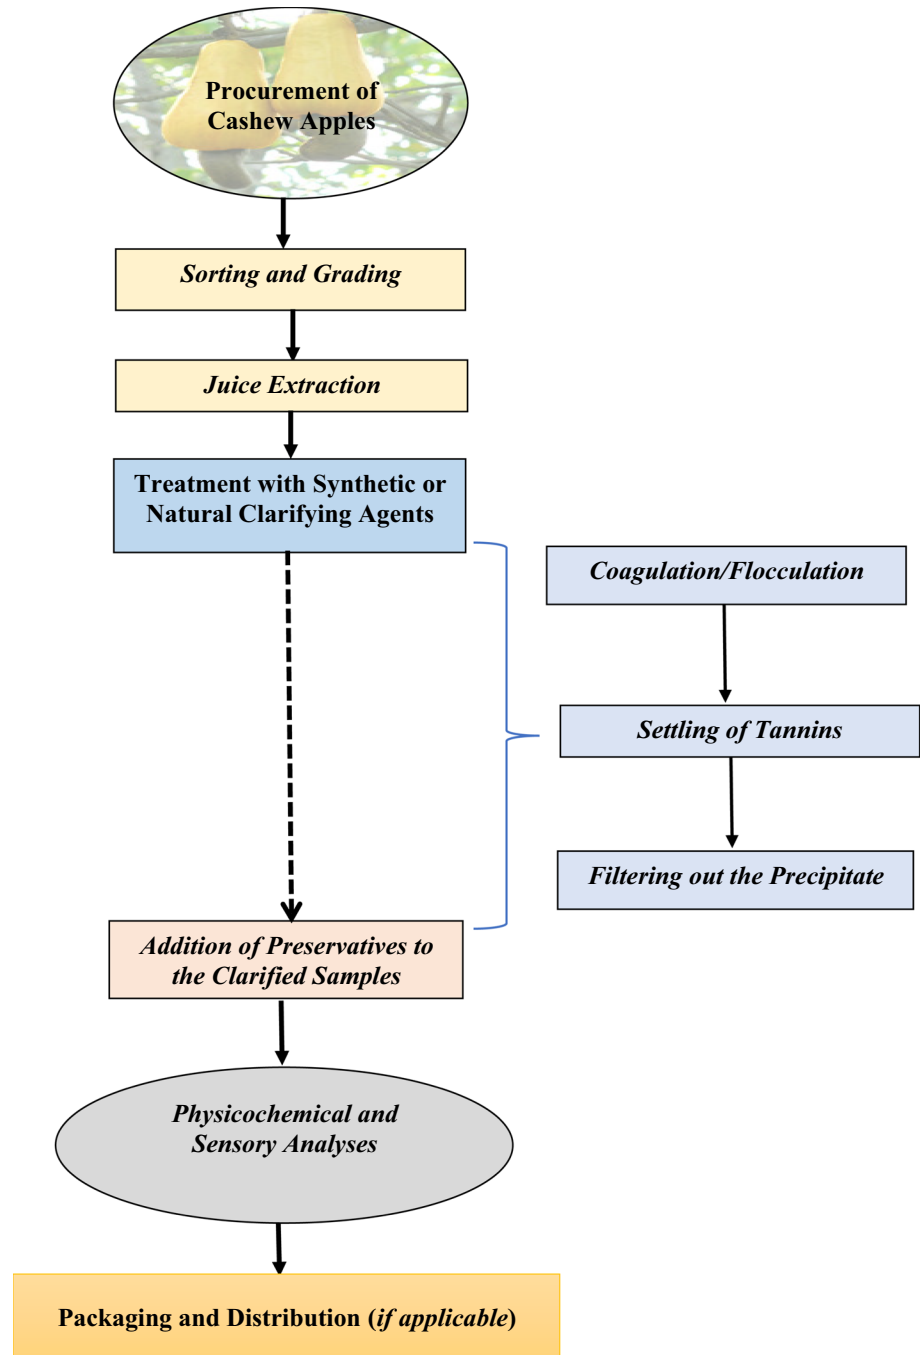 Procurement of
Cashew Apples
Sorting and Grading
Juice Extraction
Treatment with Synthetic or
Natural Clarifying Agents
Coagulation/Flocculation
Settling of Tannins
Filtering out the Precipitate
Addition of Preservatives to
the Clarified Samples
Physicochemical and
Sensory Analyses
Packaging and Distribution (if applicable)